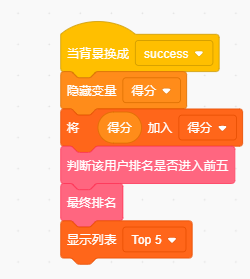 当背景换成 success
隐藏变量 得分
将 得分 加入 得分
判断该用户排名是否进入前五
最终排名
显示列表 Top 5